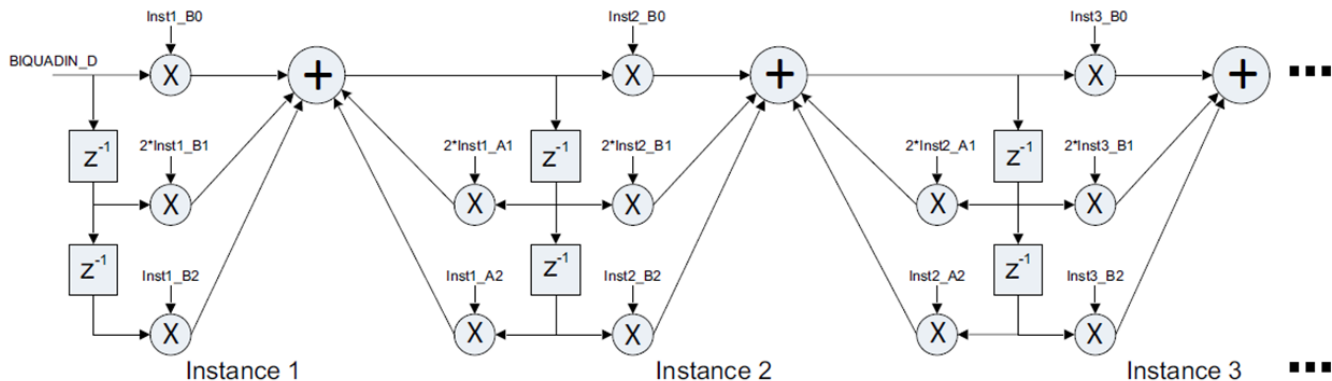 Inst1_B0
Inst2_B0
Inst3_B0
BIQUADIN_D
X
+
X
+
X
+
z-1
2*Inst1_B1
2*Inst1_A1
z-1
2*Inst2_B1
2*Inst2_A1
z-1
2*Inst3_B1
X
X
X
X
X
z-1
Inst1_B2
Inst1_A2
z-1
Inst2_B2
Inst2_A2
z-1
Inst3_B2
X
X
X
X
X
Instance 1
Instance 2
Instance 3